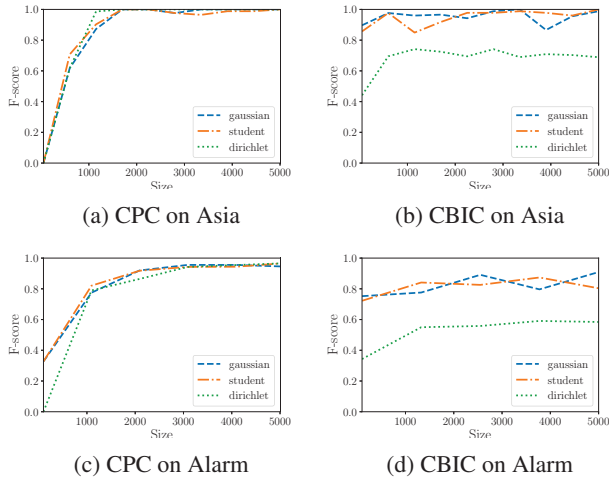 1.0
0.8
0.6
0.4
0.2
0.0
F-score
gaussian
student
dirichlet
1000 2000 3000 4000 5000
Size
(a) CPC on Asia
1.0
0.8
0.6
0.4
0.2
0.0
F-score
gaussian
student
dirichlet
1000 2000 3000 4000 5000
Size
(b) CBIC on Asia
1.0
0.8
0.6
0.4
0.2
0.0
F-score
gaussian
student
dirichlet
1000 2000 3000 4000 5000
Size
(c) CPC on Alarm
1.0
0.8
0.6
0.4
0.2
0.0
F-score
gaussian
student
dirichlet
1000 2000 3000 4000 5000
Size
(d) CBIC on Alarm